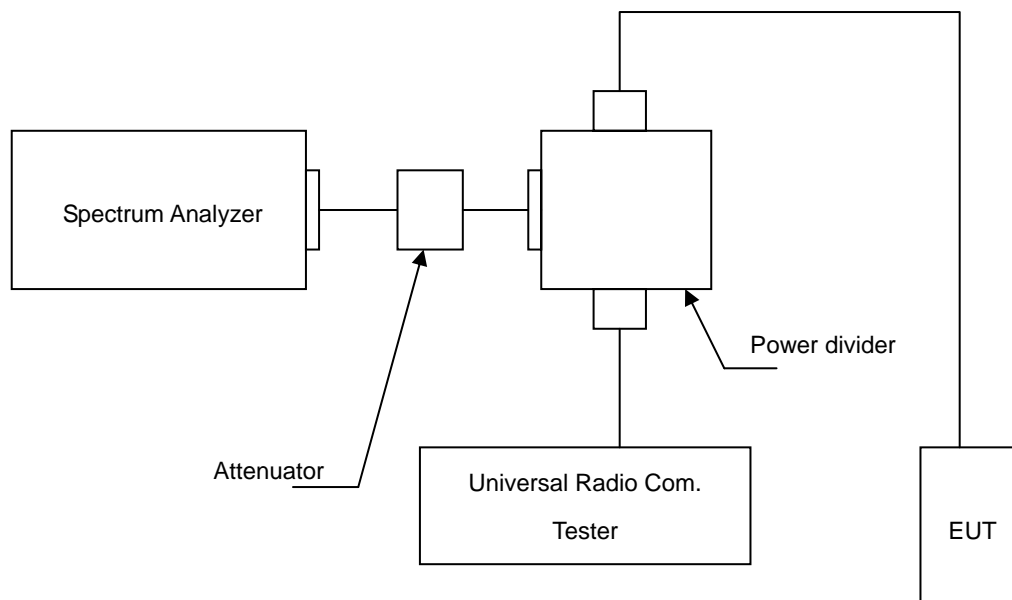 Spectrum Analyzer
Power divider
Attenuator
Universal Radio Com.
Tester
EUT